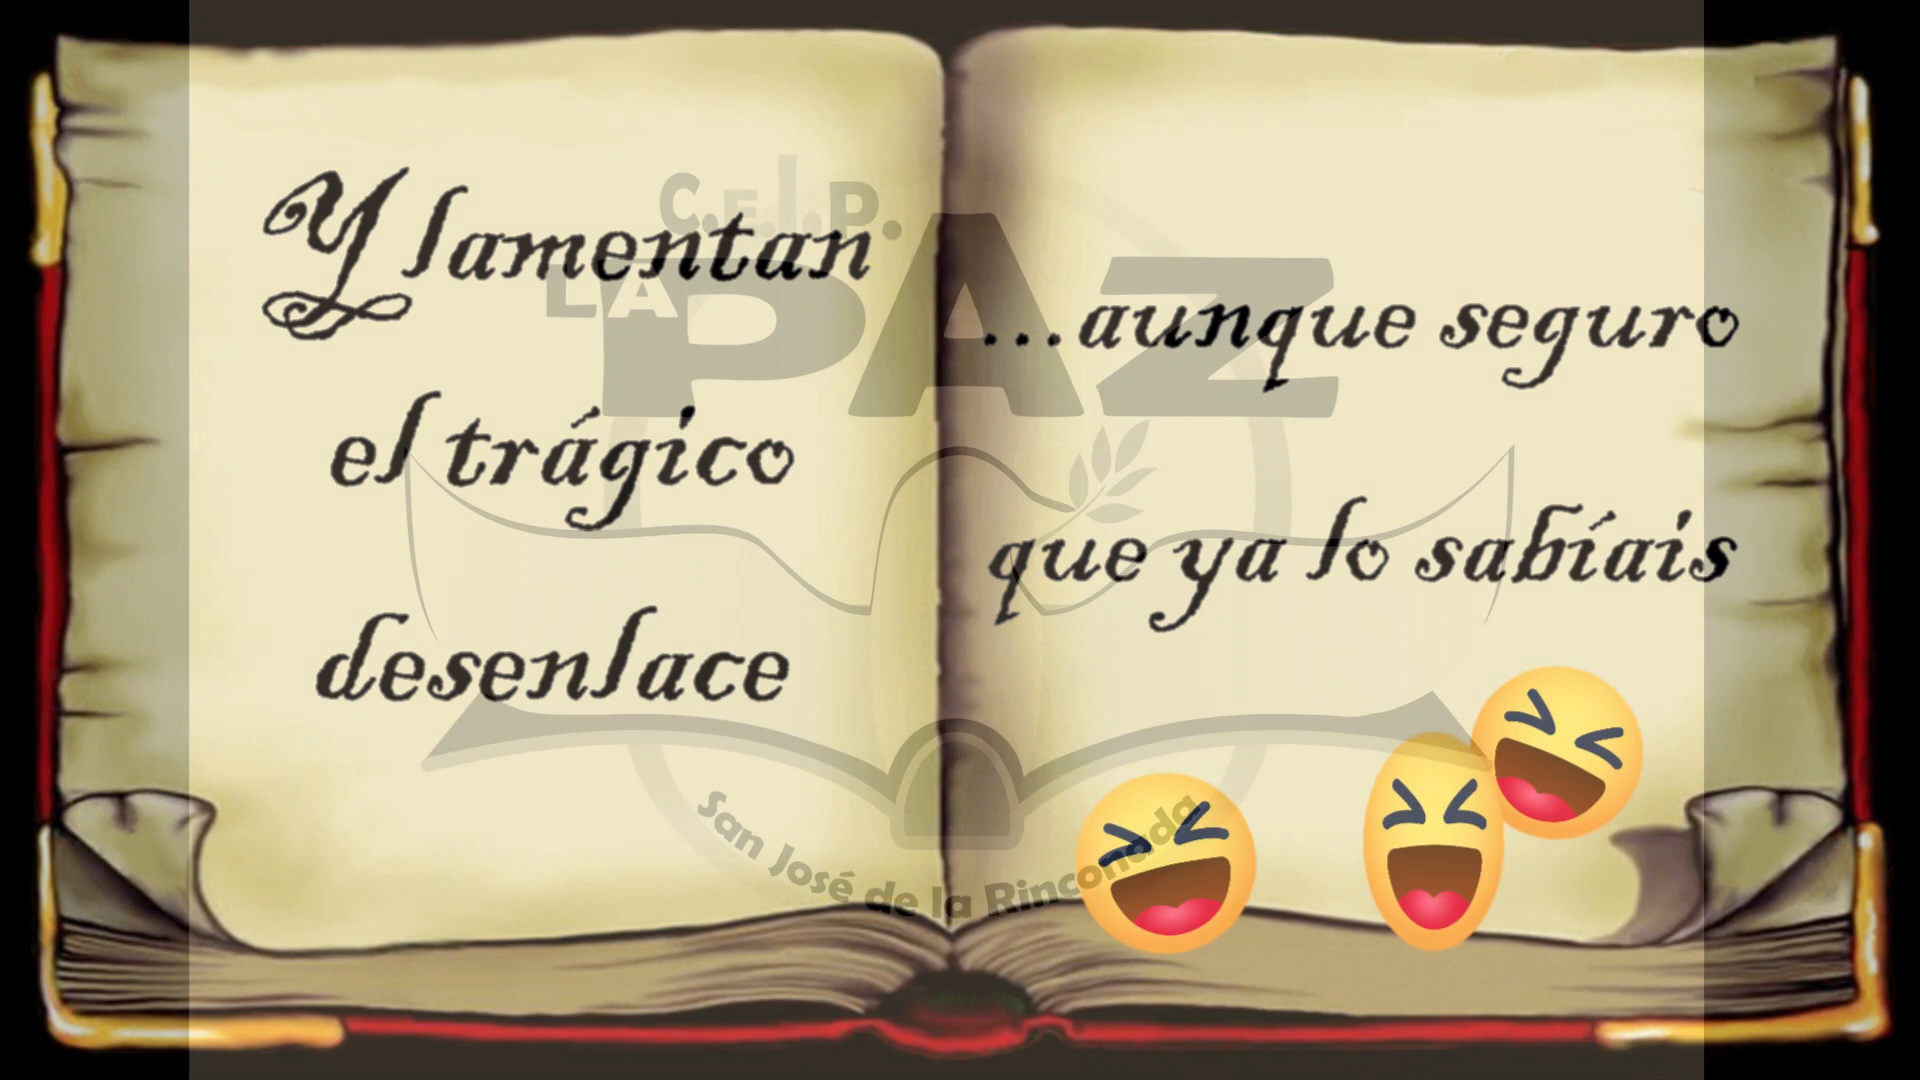 Y lamentan
el trágico
desenlace
...aunque seguro
que ya lo sabíais
C.E.I.P.
LA PAZ
San José de la Rinconada